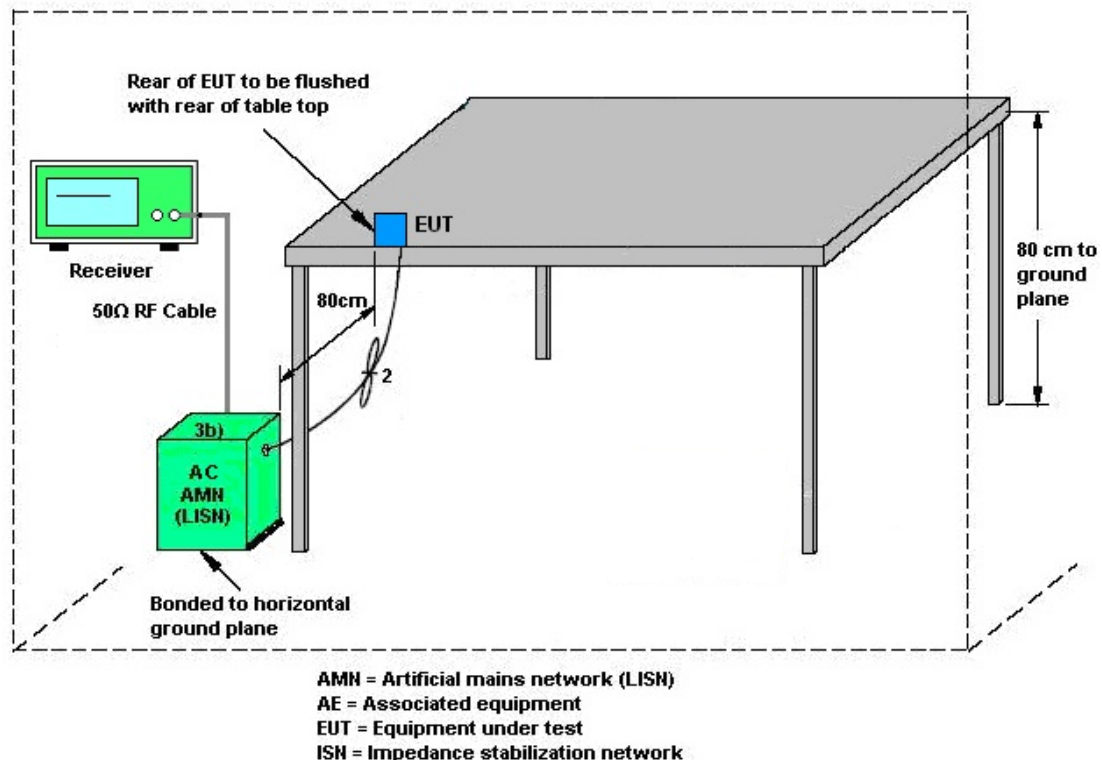 Rear of EUT to be flushed
with rear of table top
EUT
Receiver
80 cm to
ground
plane
80cm
50Ω RF Cable
2
3b)
AC
AMN
(LISN)
Bonded to horizontal
ground plane
AMN = Artificial mains network (LISN)
AE = Associated equipment
EUT = Equipment under test
ISN = Impedance stabilization network